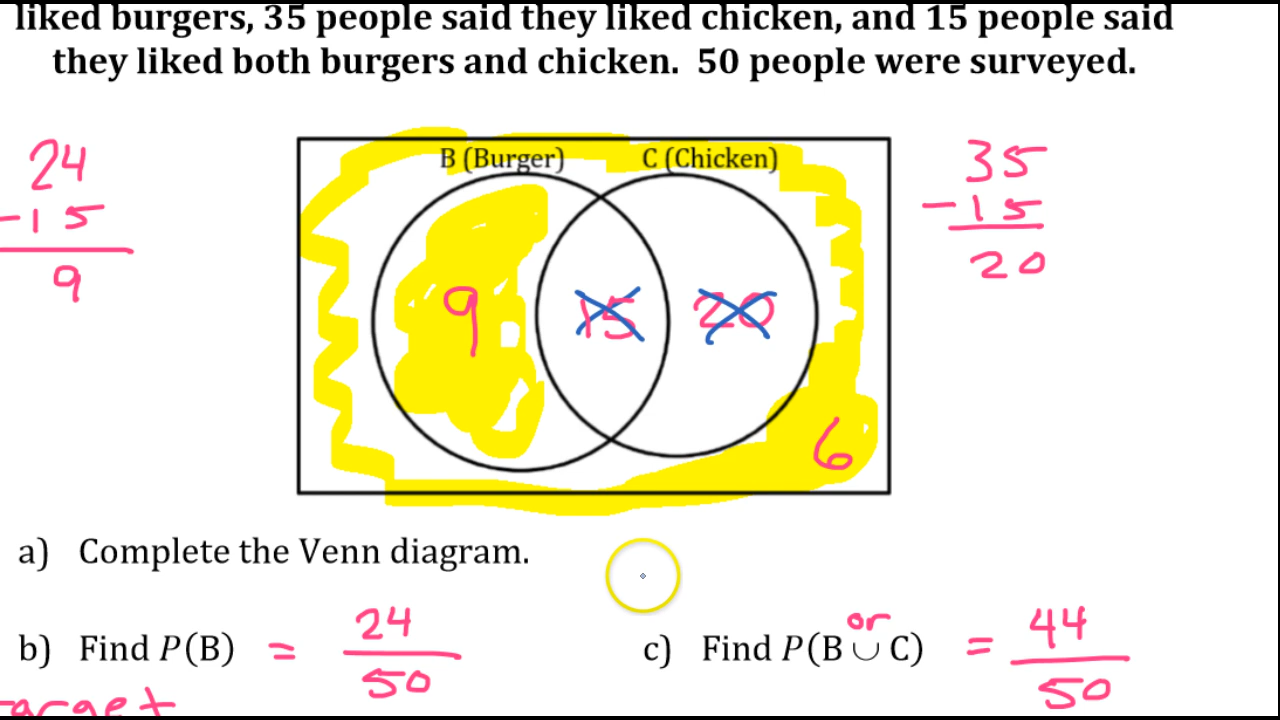 liked burgers, 35 people said they liked chicken, and 15 people said
they liked both burgers and chicken. 50 people were surveyed.
24
-15
9
B (Burger) C (Chicken)
9 15 20
6
35
-15
20
a) Complete the Venn diagram.
b) Find P(B) = 24/50
or
c) Find P(B ∪ C) = 44/50